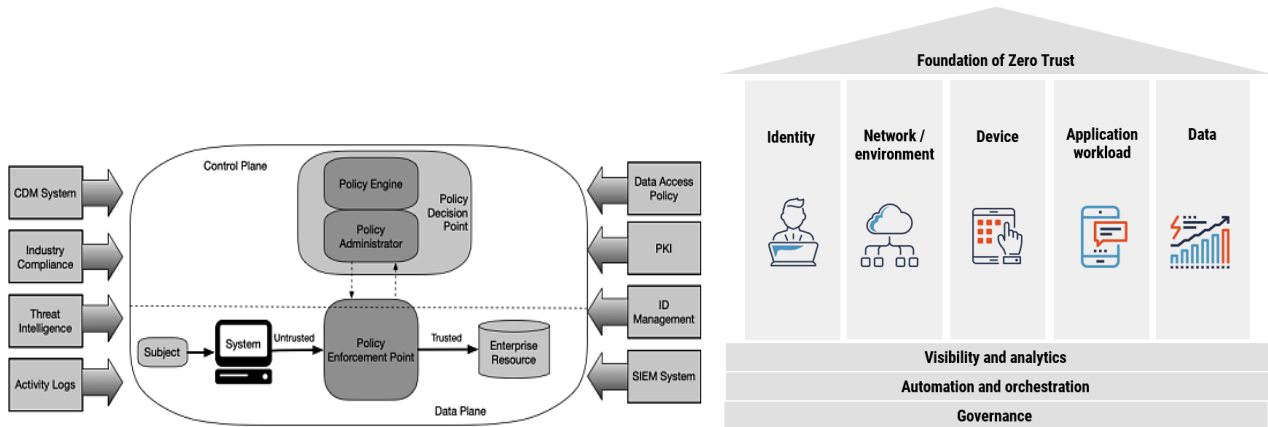 Control Plane
CDM System
Industry
Compliance
Threat
Intelligence
Activity Logs
Policy Engine
Policy
Administrator
Policy
Decision
Point
Subject
System
Untrusted
Policy
Enforcement Point
Trusted
Enterprise
Resource
Data Plane
Data Access
Policy
PKI
ID
Management
SIEM System
Foundation of Zero Trust
Identity
Network /
environment
Device
Application
workload
Data
Visibility and analytics
Automation and orchestration
Governance